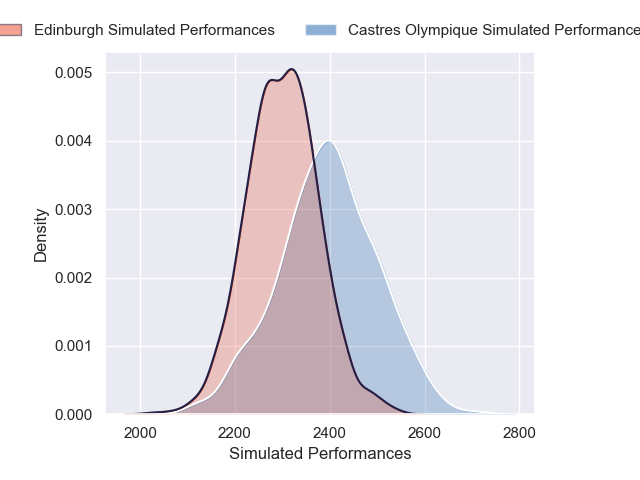 Edinburgh Simulated Performances
Castres Olympique Simulated Performance
0.005
0.004
0.003
0.002
0.001
0.000
Density
2000 2200 2400 2600 2800
Simulated Performances